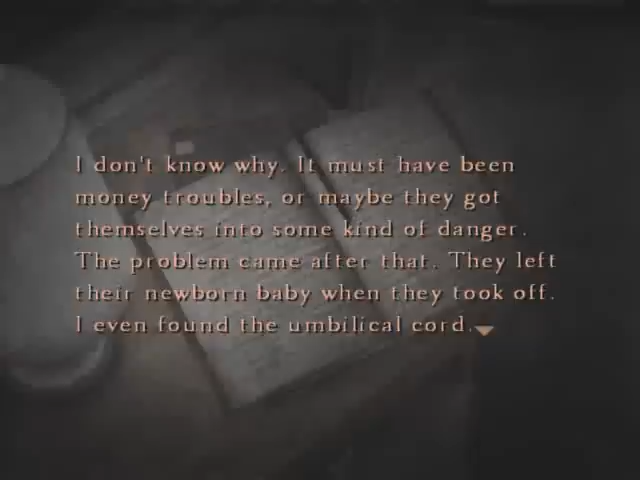 I don't know why. It must have been
money troubles, or maybe they got
themselves into some kind of danger.
The problem came after that. They left
their newborn baby when they took off.
I even found the umbilical cord.